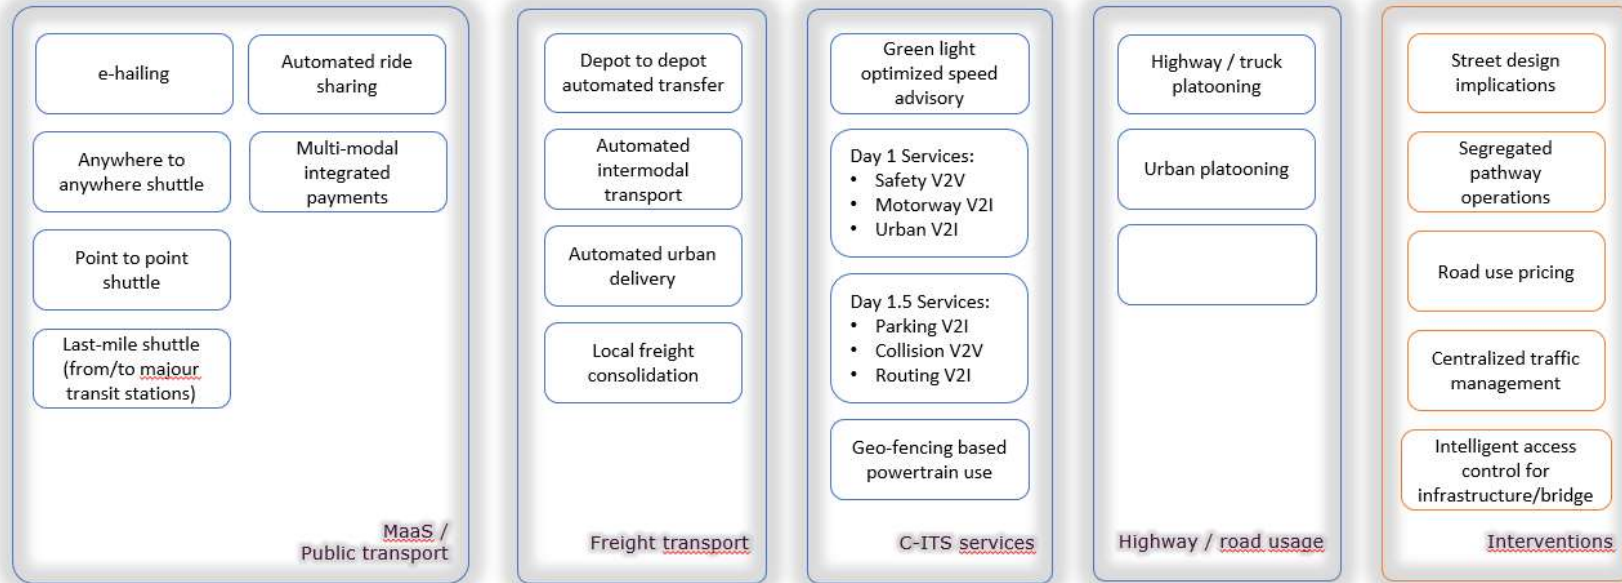 e-hailing
Automated ride
sharing
Anywhere to
anywhere shuttle
Multi-modal
integrated
payments
Point to point
shuttle
Last-mile shuttle
(from/to majour
transit stations)
MaaS /
Public transport
Depot to depot
automated transfer
Automated
intermodal
transport
Automated urban
delivery
Local freight
consolidation
Freight transport
Green light
optimized speed
advisory
Day 1 Services:
• Safety V2V
• Motorway V2I
• Urban V2I
Day 1.5 Services:
• Parking V2I
• Collision V2V
• Routing V2I
Geo-fencing based
powertrain use
C-ITS services
Highway / truck
platooning
Urban platooning
Highway / road usage
Street design
implications
Segregated
pathway
operations
Road use pricing
Centralized traffic
management
Intelligent access
control for
infrastructure/bridge
Interventions